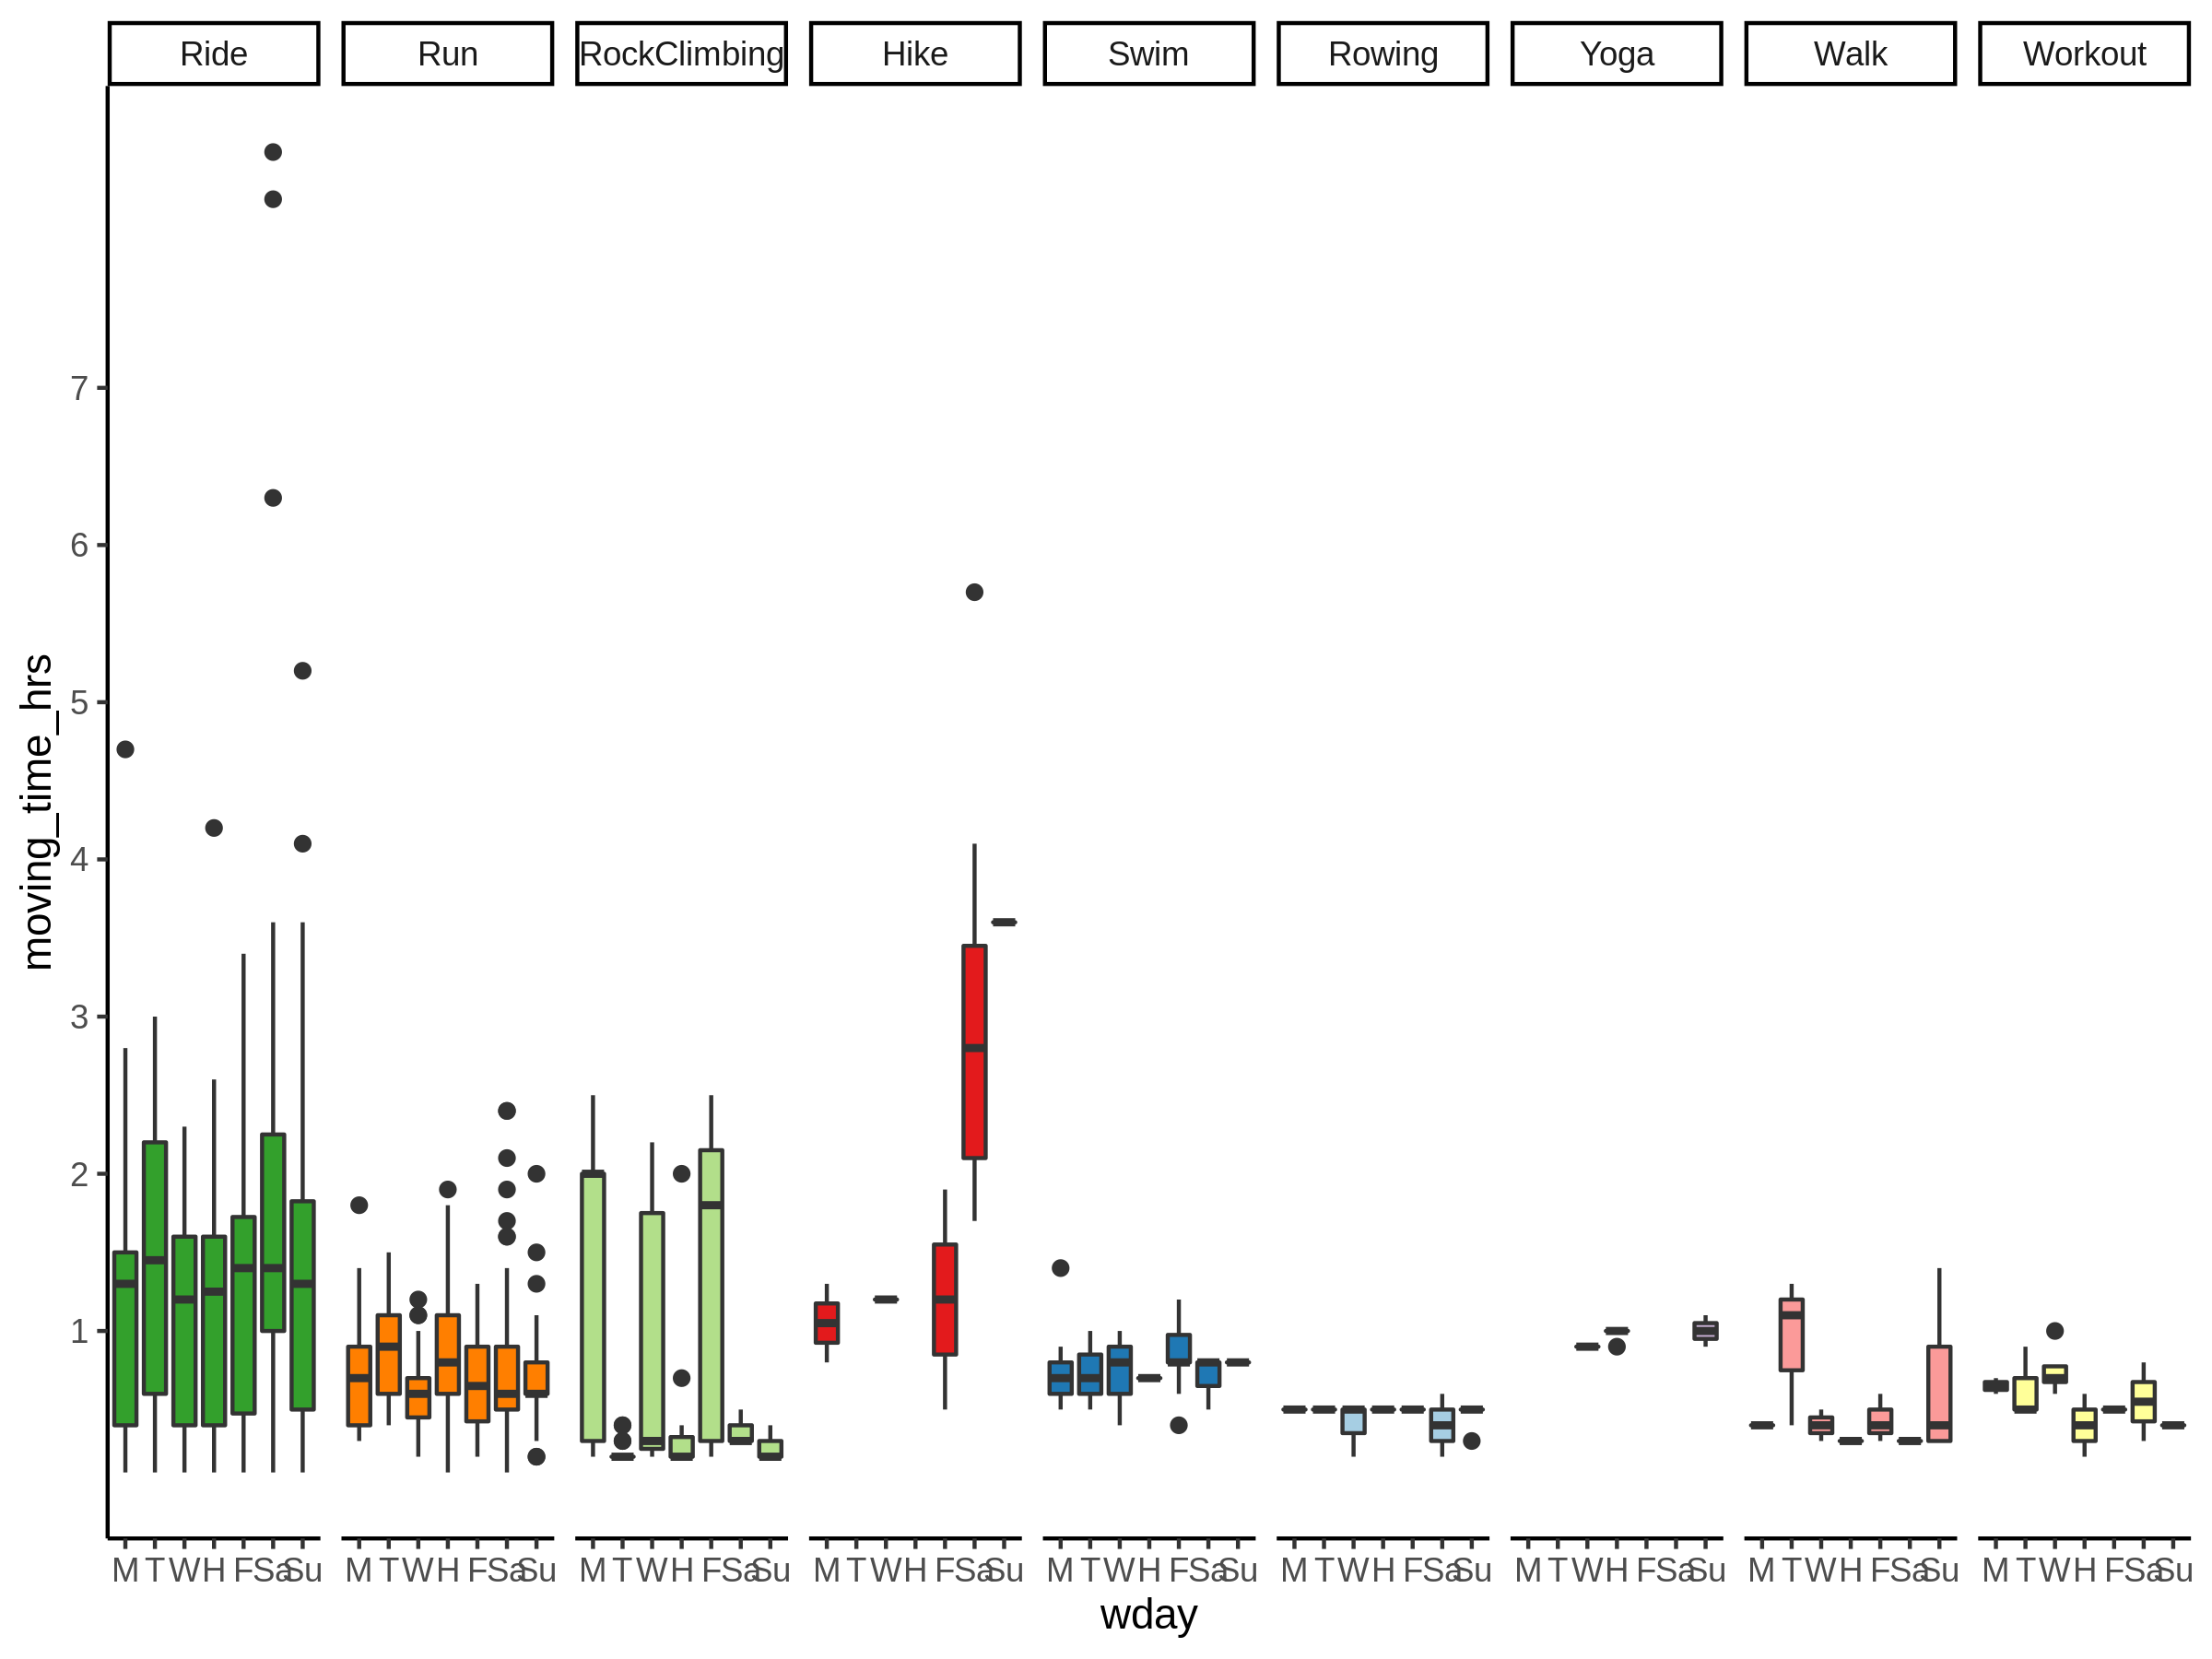 Ride Run RockClimbing Hike Swim Rowing Yoga Walk Workout
7
6
5
4
3
2
1
moving_time_hrs
M T W H F Sa Su M T W H F Sa Su M T W H F Sa Su M T W H F Sa Su M T W H F Sa Su M T W H F Sa Su M T W H F Sa Su M T W H F Sa Su M T W H F Sa Su
wday